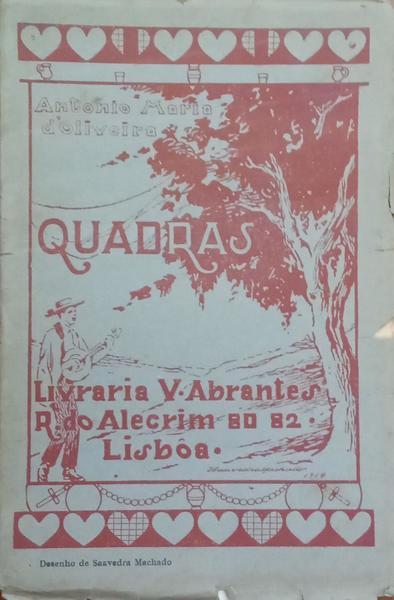 Antonio Maria
d'Oliveira
QUADRAS
Livraria V. Abrantes
R. do Alecrim 80 82.
Lisbôa.
Desenho de Saavedra Machado